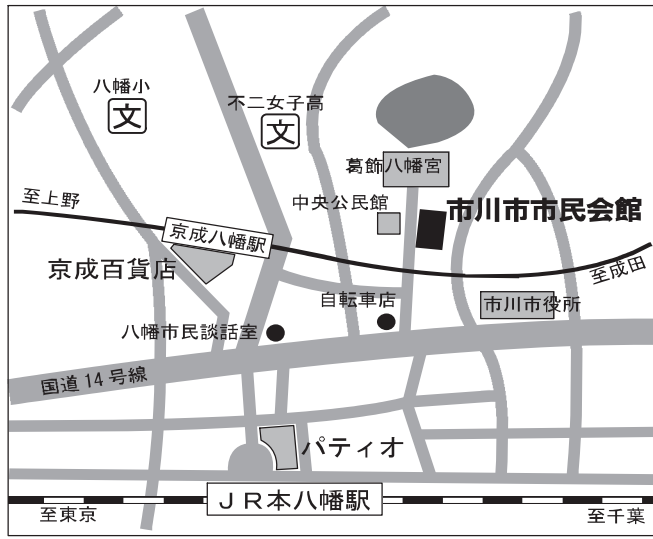 八幡小
文
不二女子高
文
葛飾八幡宮
至上野
中央公民館
市川市市民会館
京成八幡駅
京成百貨店
至成田
自転車店
市川市役所
八幡市民談話室
国道14号線
パティオ
JR本八幡駅
至東京
至千葉